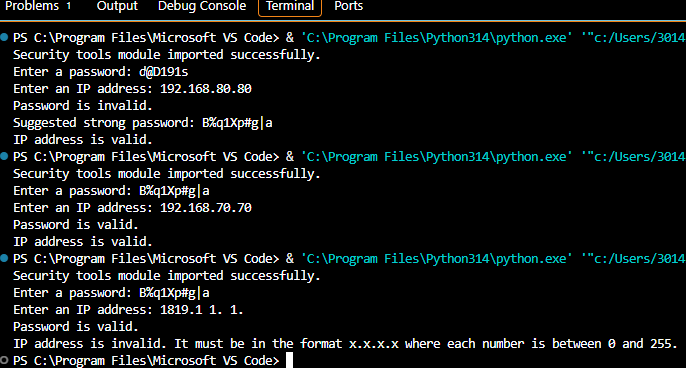 Problems 1 Output Debug Console Terminal Ports
PS C:\Program Files\Microsoft VS Code> & 'C:\Program Files\Python314\python.exe' '"c:/Users/3014
Security tools module imported successfully.
Enter a password: d@D191s
Enter an IP address: 192.168.80.80
Password is invalid.
Suggested strong password: B%q1Xp#g|a
IP address is valid.
PS C:\Program Files\Microsoft VS Code> & 'C:\Program Files\Python314\python.exe' '"c:/Users/3014
Security tools module imported successfully.
Enter a password: B%q1Xp#g|a
Enter an IP address: 192.168.70.70
Password is valid.
IP address is valid.
PS C:\Program Files\Microsoft VS Code> & 'C:\Program Files\Python314\python.exe' '"c:/Users/3014
Security tools module imported successfully.
Enter a password: B%q1Xp#g|a
Enter an IP address: 1819.1 1. 1.
Password is valid.
IP address is invalid. It must be in the format x.x.x.x where each number is between 0 and 255.
PS C:\Program Files\Microsoft VS Code>